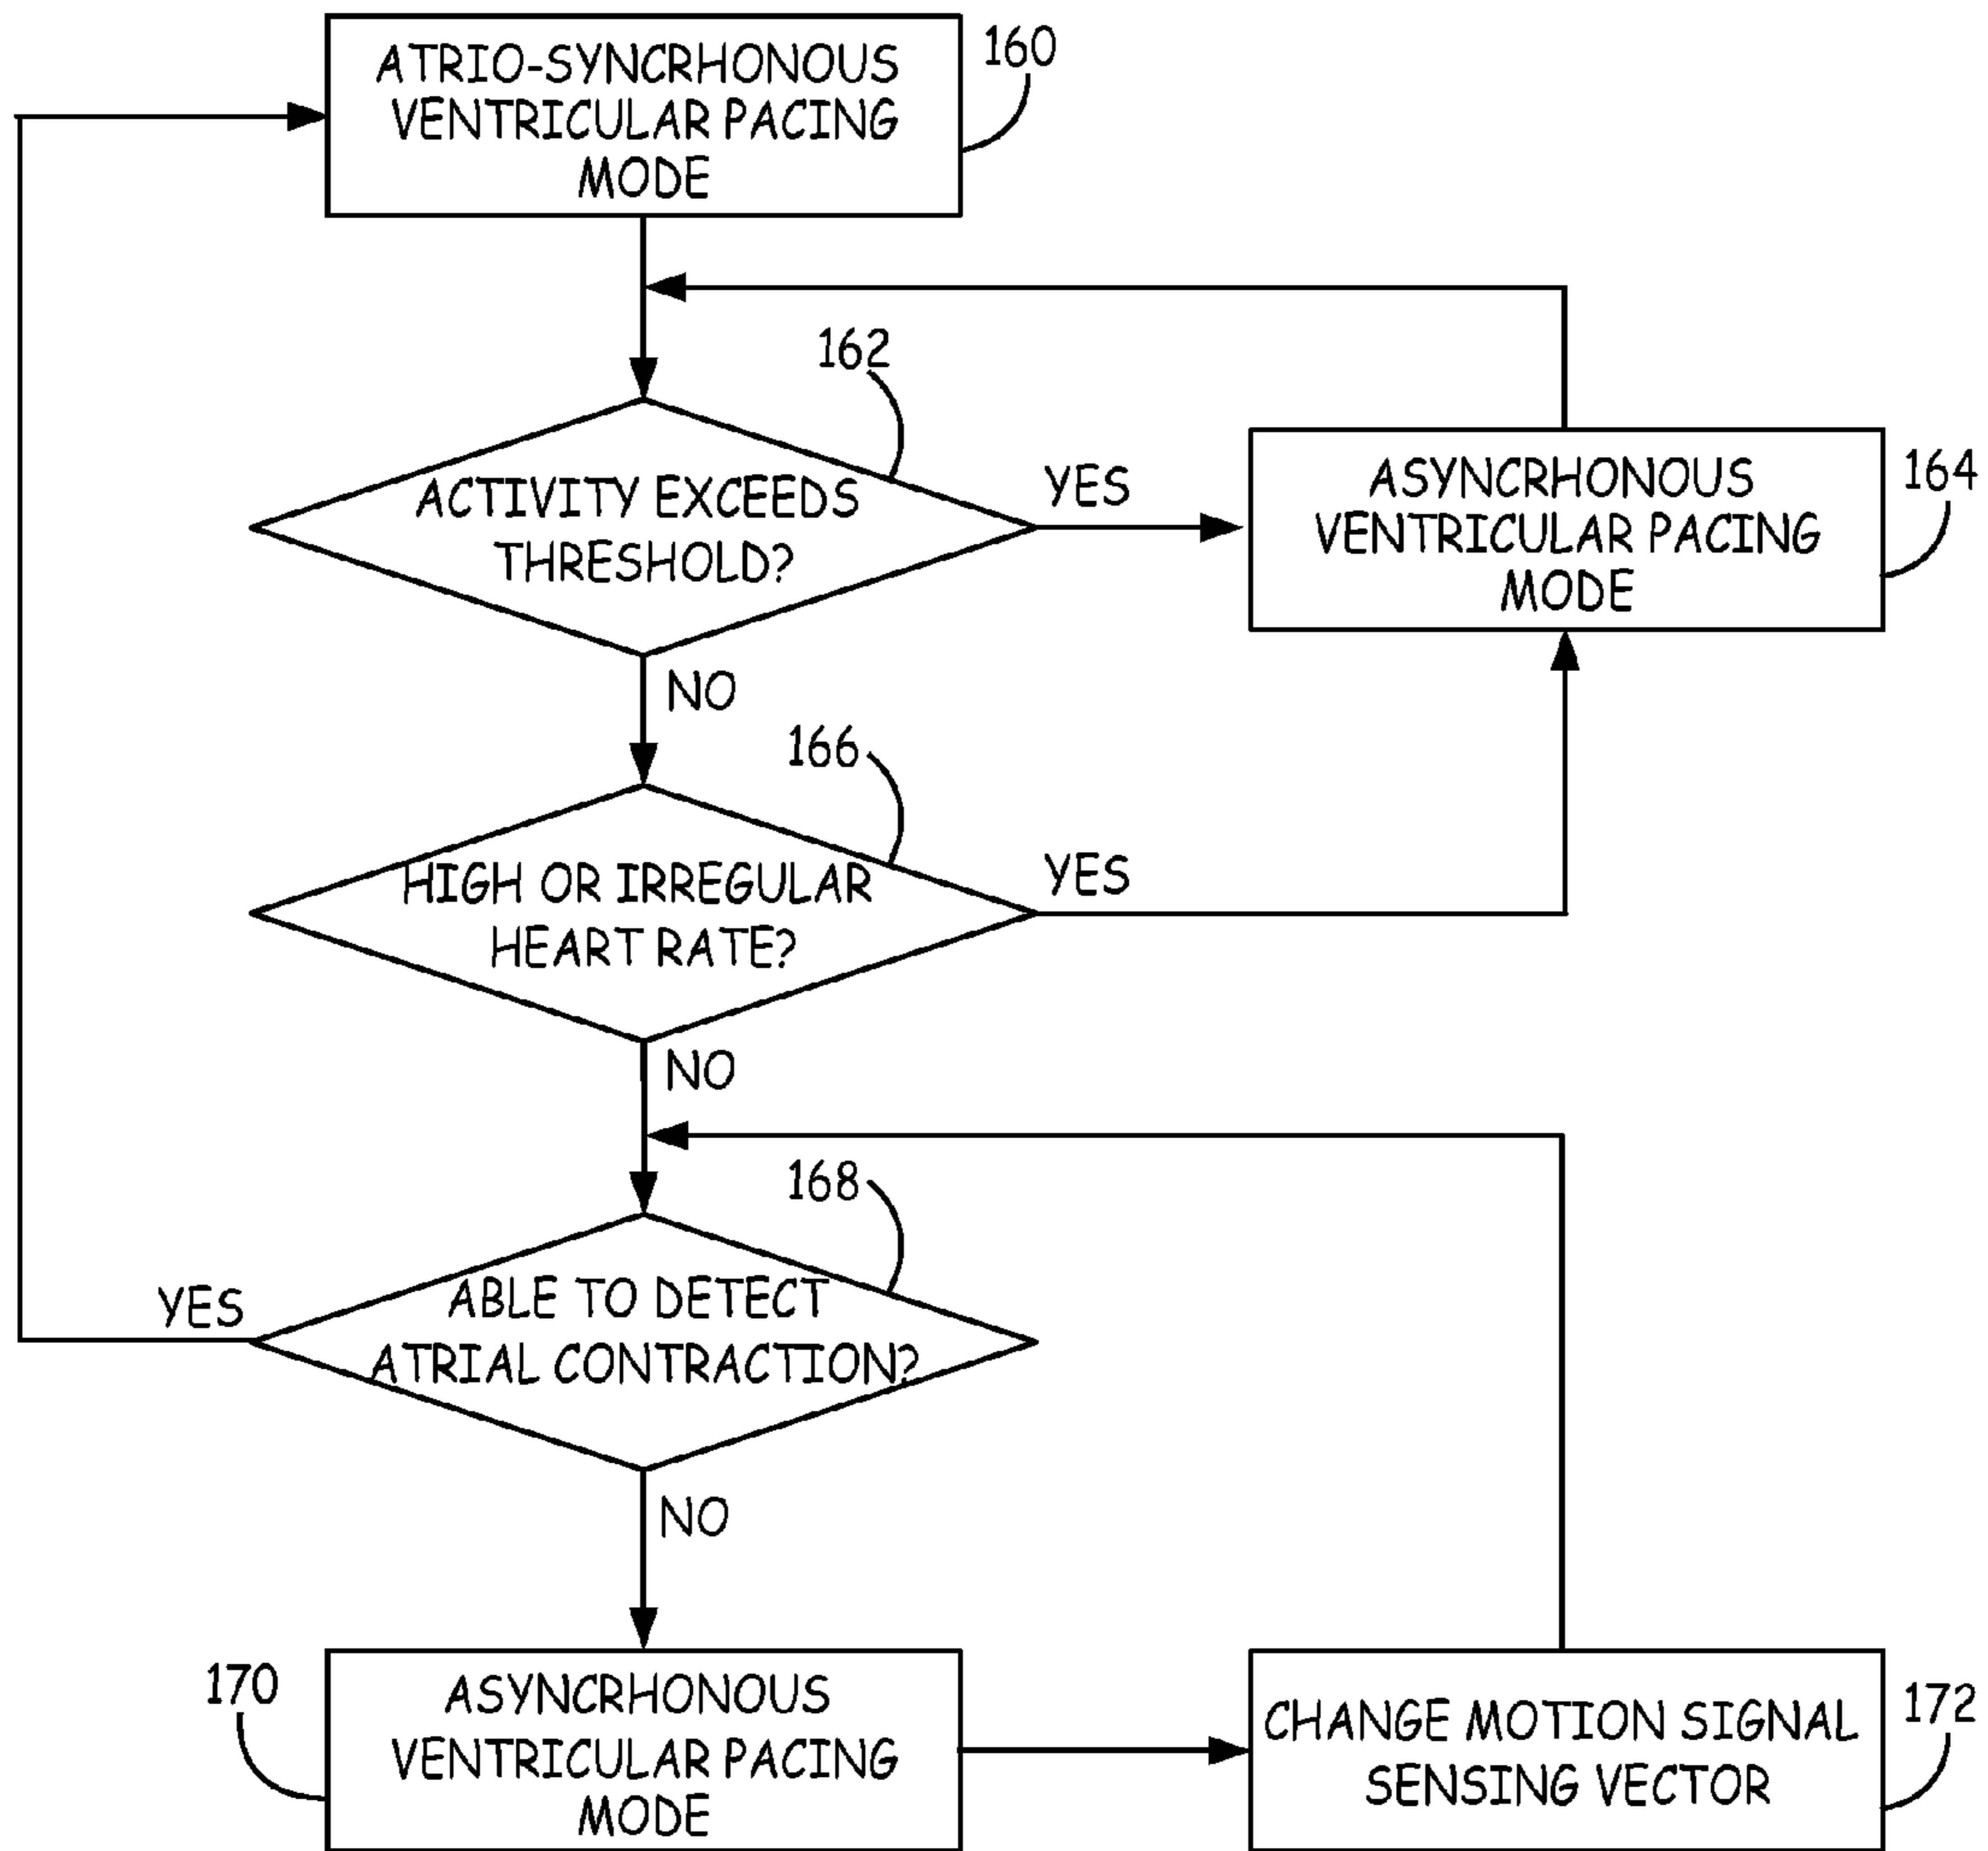 ATRIO-SYNCRHONOUS
VENTRICULAR PACING
MODE
160
162
ACTIVITY EXCEEDS
THRESHOLD?
YES
ASYNCRHONOUS
VENTRICULAR PACING
MODE
164
NO
166
HIGH OR IRREGULAR
HEART RATE?
YES
NO
168
ABLE TO DETECT
ATRIAL CONTRACTION?
YES
NO
170
ASYNCRHONOUS
VENTRICULAR PACING
MODE
CHANGE MOTION SIGNAL
SENSING VECTOR
172